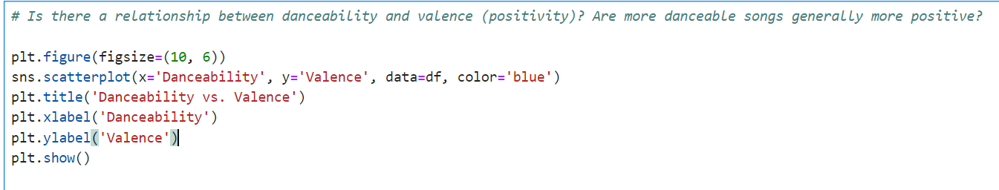 # Is there a relationship between danceability and valence (positivity)? Are more danceable songs generally more positive?
plt.figure(figsize=(10, 6))
sns.scatterplot(x='Danceability', y='Valence', data=df, color='blue')
plt.title('Danceability vs. Valence')
plt.xlabel('Danceability')
plt.ylabel('Valence')
plt.show()